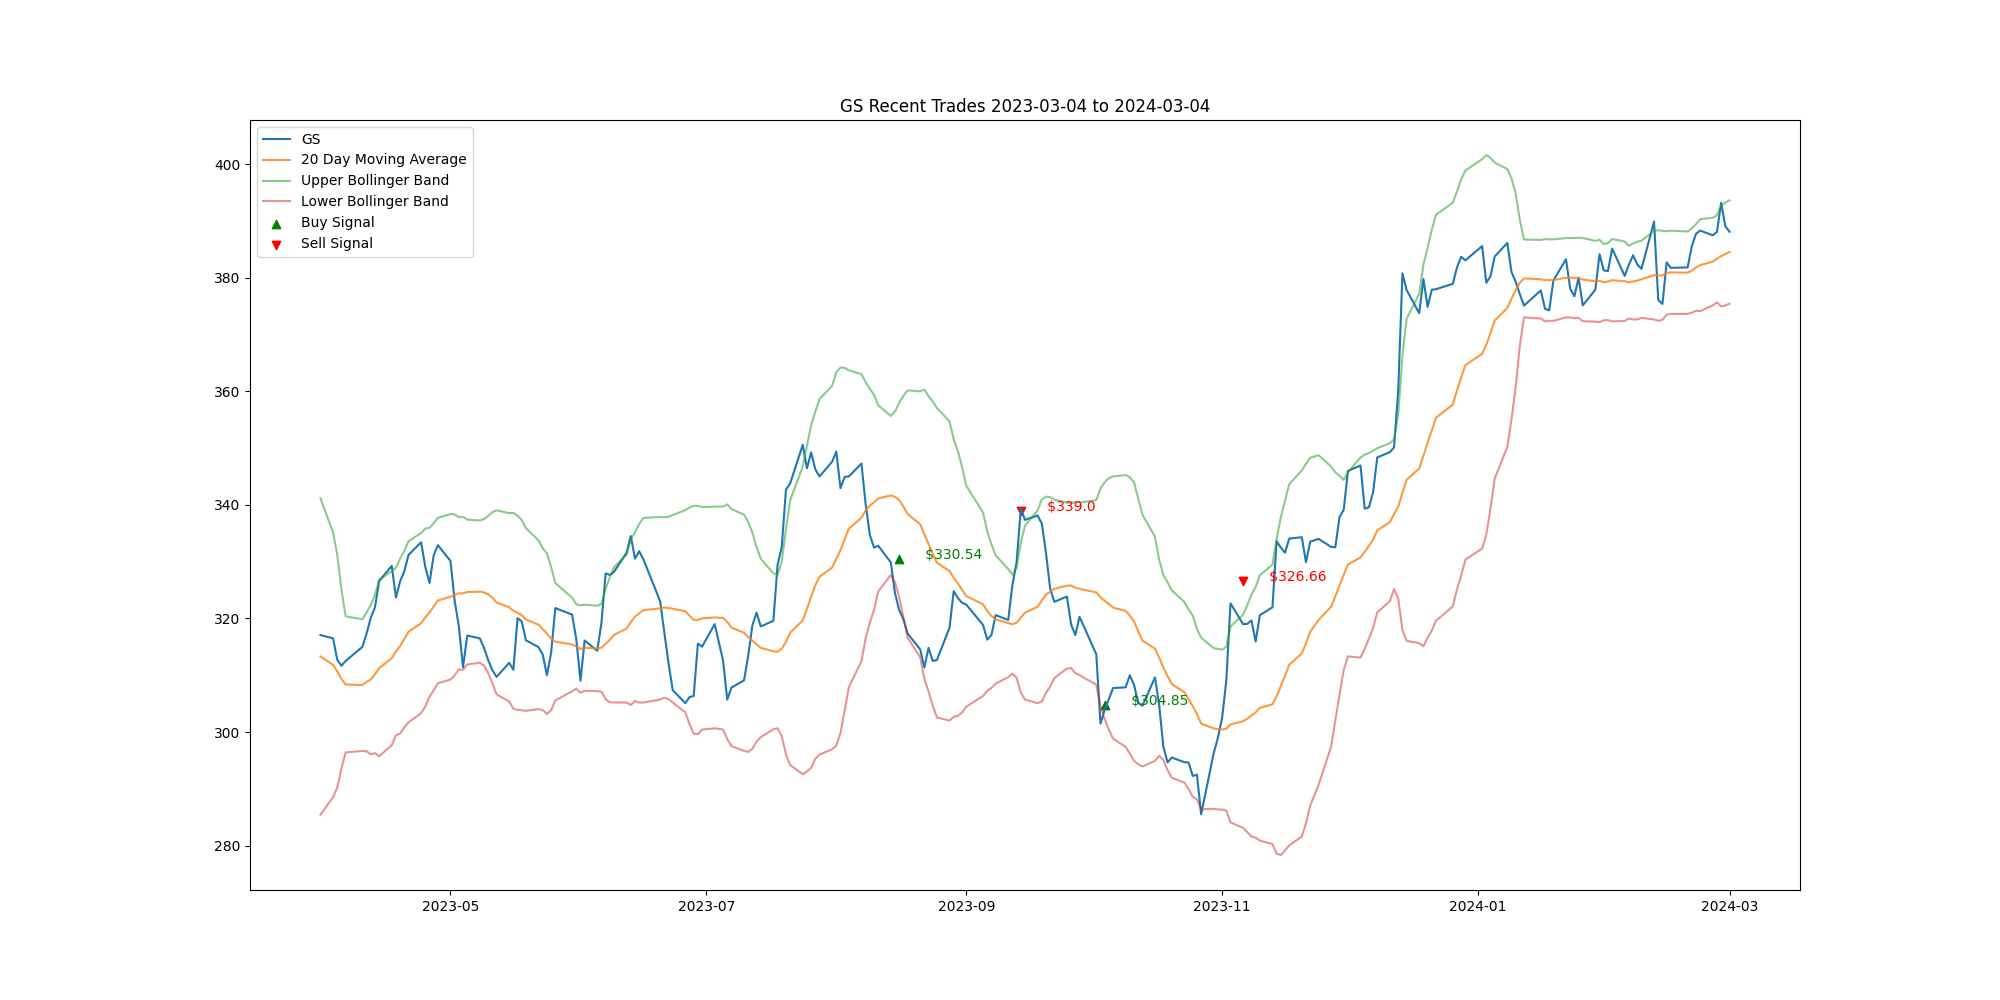 GS Recent Trades 2023-03-04 to 2024-03-04
GS
20 Day Moving Average
Upper Bollinger Band
Lower Bollinger Band
Buy Signal
Sell Signal
400
380
360
340
320
300
280
$339.0
$330.54
$326.66
$304.85
2023-05
2023-07
2023-09
2023-11
2024-01
2024-03